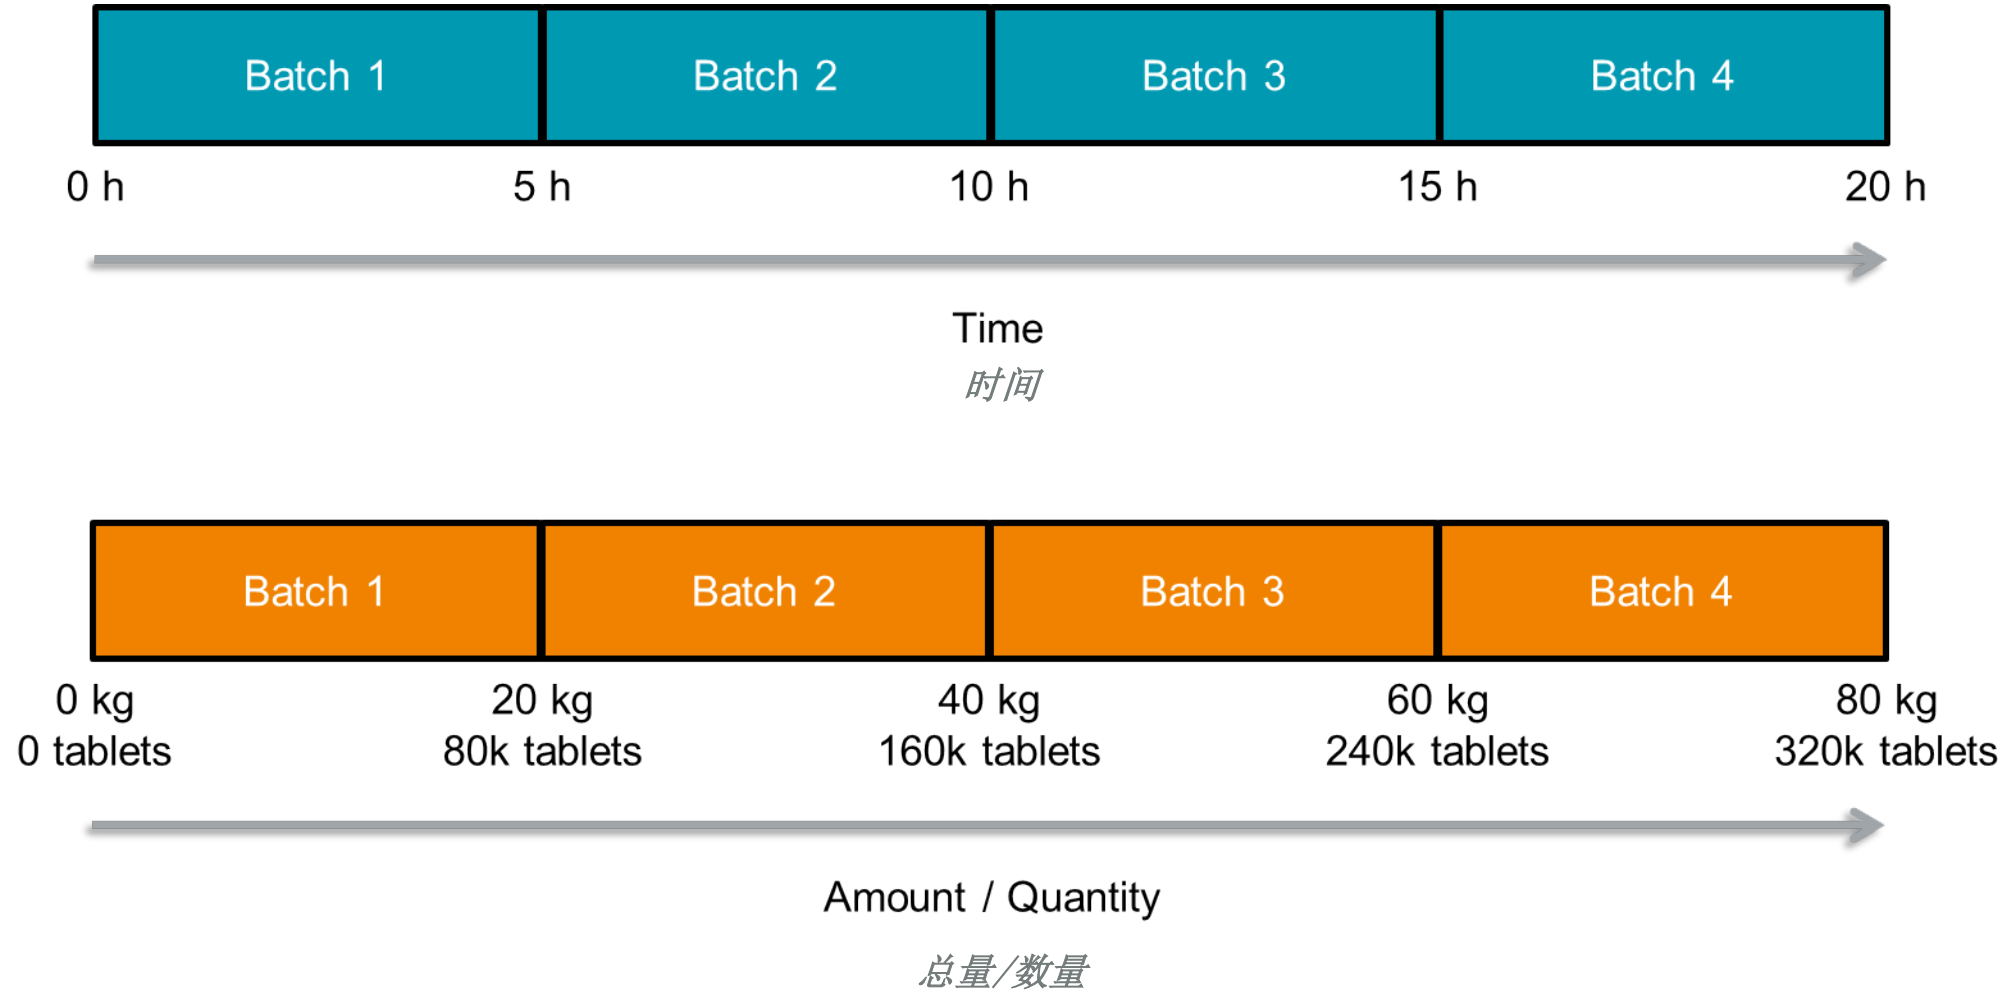 Batch 1 Batch 2 Batch 3 Batch 4
0 h 5 h 10 h 15 h 20 h
Time
时间
Batch 1 Batch 2 Batch 3 Batch 4
0 kg 20 kg 40 kg 60 kg 80 kg
0 tablets 80k tablets 160k tablets 240k tablets 320k tablets
Amount / Quantity
总量/数量